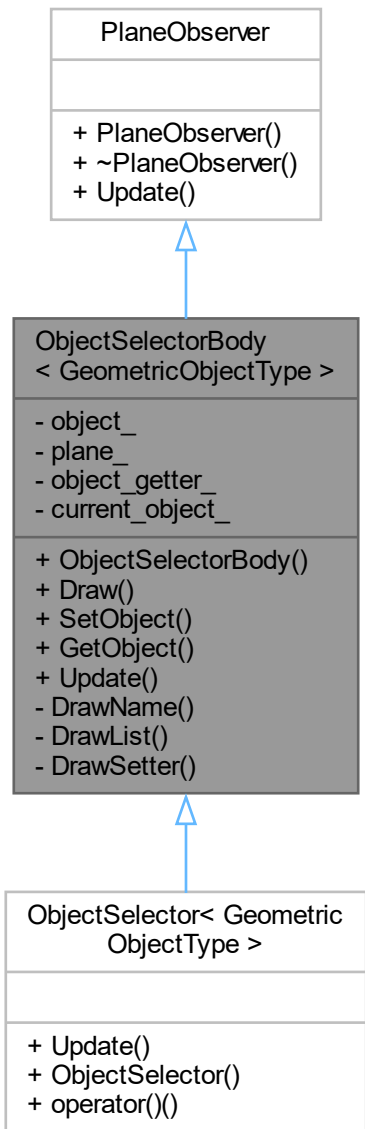 PlaneObserver
+ PlaneObserver()
+ ~PlaneObserver()
+ Update()
ObjectSelectorBody
< GeometricObjectType >
- object_
- plane_
- object_getter_
- current_object_
+ ObjectSelectorBody()
+ Draw()
+ SetObject()
+ GetObject()
+ Update()
- DrawName()
- DrawList()
- DrawSetter()
ObjectSelector< Geometric
ObjectType >
+ Update()
+ ObjectSelector()
+ operator()()